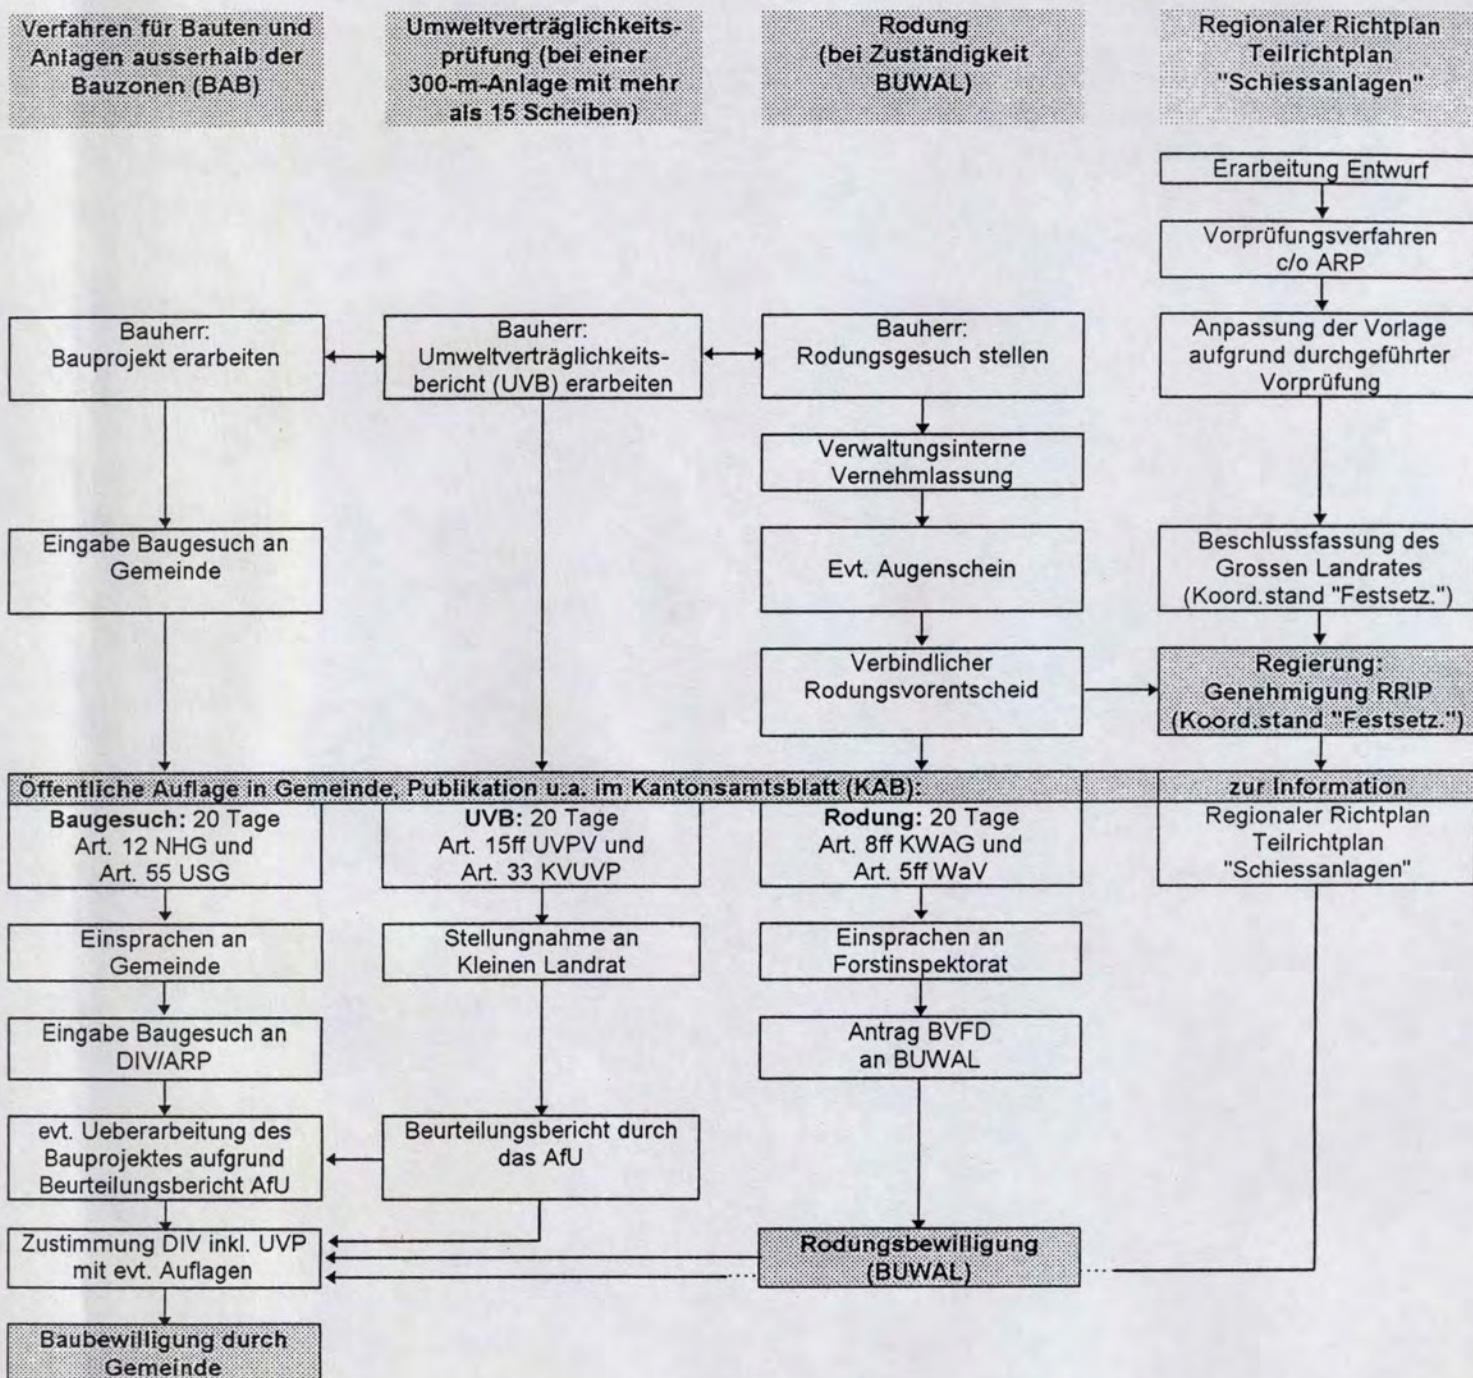 Verfahren für Bauten und
Anlagen ausserhalb der
Bauzonen (BAB)
Umweltverträglichkeits-
prüfung (bei einer
300-m-Anlage mit mehr
als 15 Scheiben)
Rodung
(bei Zuständigkeit
BUWAL)
Regionaler Richtplan
Teilrichtplan
"Schiessanlagen"
Erarbeitung Entwurf
Vorprüfungsverfahren
c/o ARP
Bauherr:
Bauprojekt erarbeiten
Bauherr:
Umweltverträglichkeits-
bericht (UVB) erarbeiten
Bauherr:
Rodungsgesuch stellen
Anpassung der Vorlage
aufgrund durchgeführter
Vorprüfung
Verwaltungsinterne
Vernehmlassung
Eingabe Baugesuch an
Gemeinde
Evt. Augenschein
Beschlussfassung des
Grossen Landrates
(Koord.stand "Festsetz.")
Verbindlicher
Rodungsvorentscheid
Regierung:
Genehmigung RRIP
(Koord.stand "Festsetz.")
Öffentliche Auflage in Gemeinde, Publikation u.a. im Kantonsamtsblatt (KAB):
zur Information
Baugesuch: 20 Tage
Art. 12 NHG und
Art. 55 USG
UVB: 20 Tage
Art. 15ff UVPV und
Art. 33 KVUVP
Rodung: 20 Tage
Art. 8ff KWAG und
Art. 5ff WaV
Regionaler Richtplan
Teilrichtplan
"Schiessanlagen"
Einsprachen an
Gemeinde
Stellungnahme an
Kleinen Landrat
Einsprachen an
Forstinspektorat
Eingabe Baugesuch an
DIV/ARP
Antrag BVFD
an BUWAL
evt. Ueberarbeitung des
Bauprojektes aufgrund
Beurteilungsbericht AfU
Beurteilungsbericht durch
das AfU
Zustimmung DIV inkl. UVP
mit evt. Auflagen
Rodungsbewilligung
(BUWAL)
Baubewilligung durch
Gemeinde